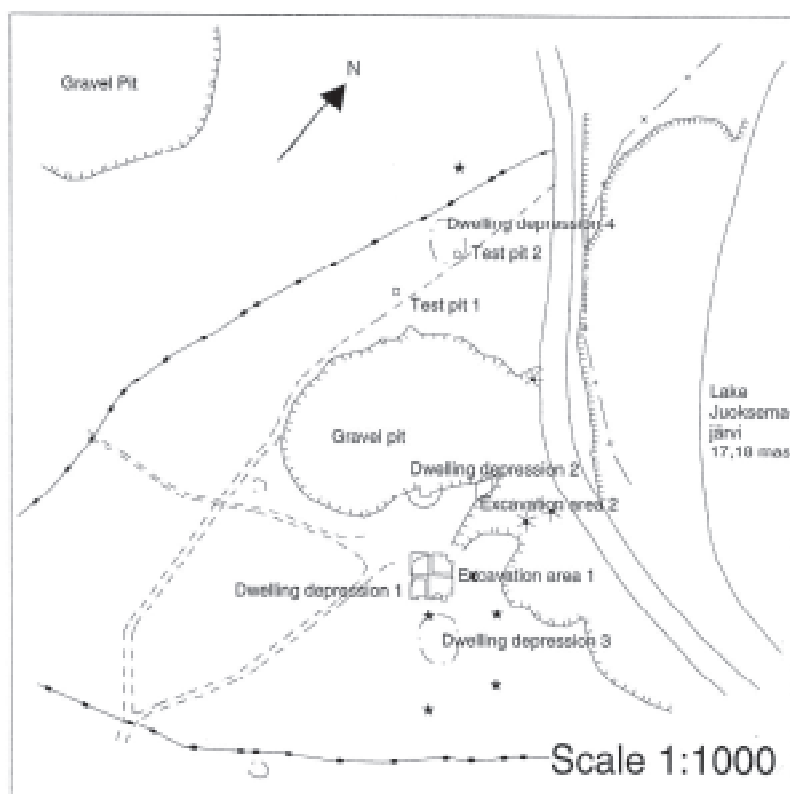 Gravel Pit
N
Dwelling depression 4
Test pit 2
Test pit 1
Lake
Juoksema
järvi
17,18 mas
Gravel pit
Dwelling depression 2
Excavation area 2
Excavation area 1
Dwelling depression 1
Dwelling depression 3
Scale 1:1000